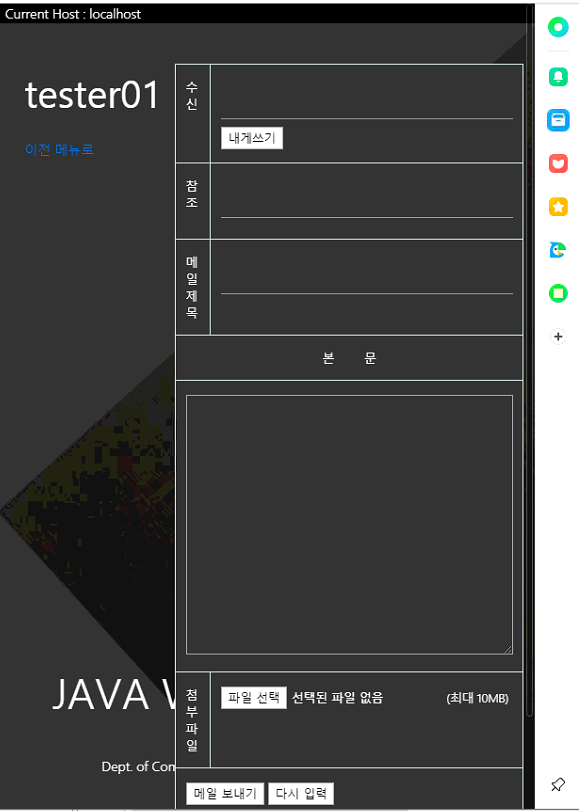 Current Host : localhost
tester01
이전 메뉴로
수신
내게쓰기
참조
메일제목
본 문
첨부파일
파일 선택 선택된 파일 없음 (최대 10MB)
메일 보내기 다시 입력
JAVA
Dept. of